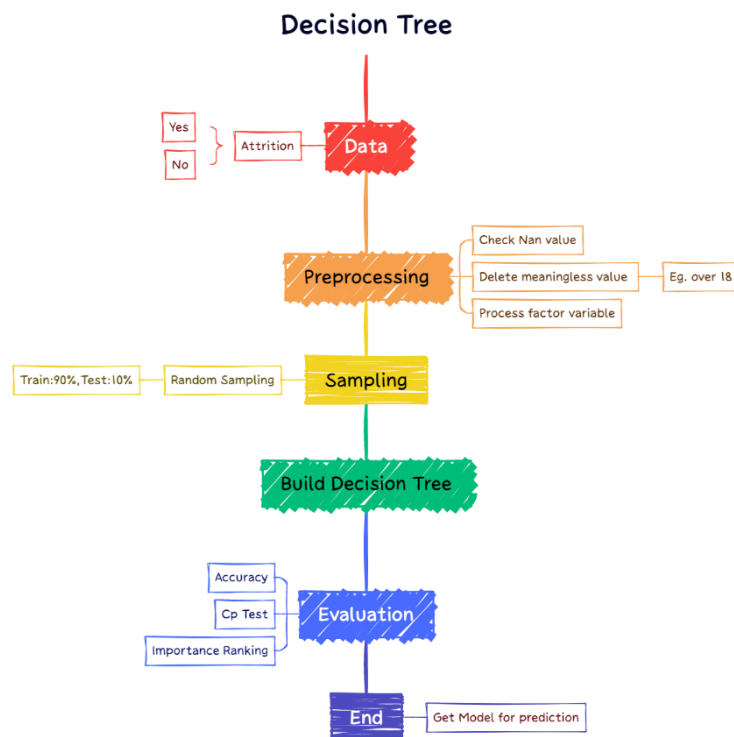 Decision Tree
Yes
No
Attrition
Data
Preprocessing
Check Nan value
Delete meaningless value
Eg. over 18
Process factor variable
Train:90%,Test:10%
Random Sampling
Sampling
Build Decision Tree
Accuracy
Cp Test
Importance Ranking
Evaluation
End
Get Model for prediction